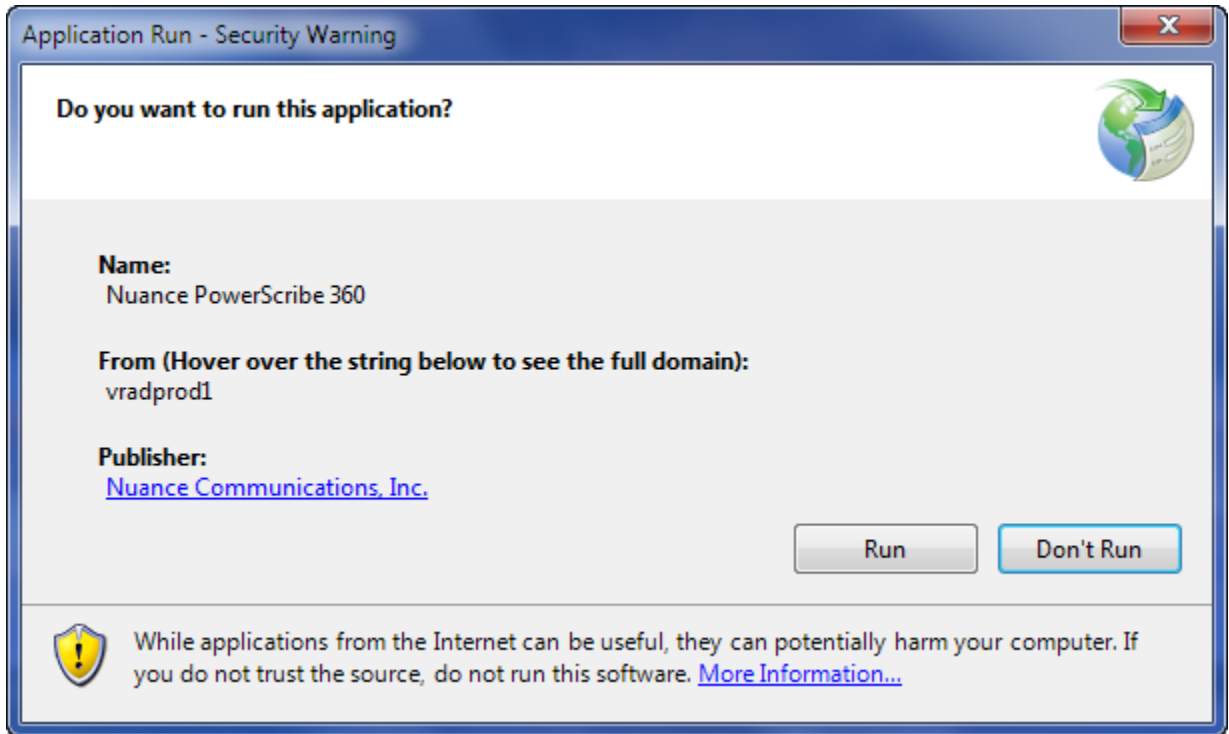 Application Run - Security Warning
Do you want to run this application?
Name:
Nuance PowerScribe 360
From (Hover over the string below to see the full domain):
vradprod1
Publisher:
Nuance Communications, Inc.
Run
Don't Run
While applications from the Internet can be useful, they can potentially harm your computer. If
you do not trust the source, do not run this software. More Information...